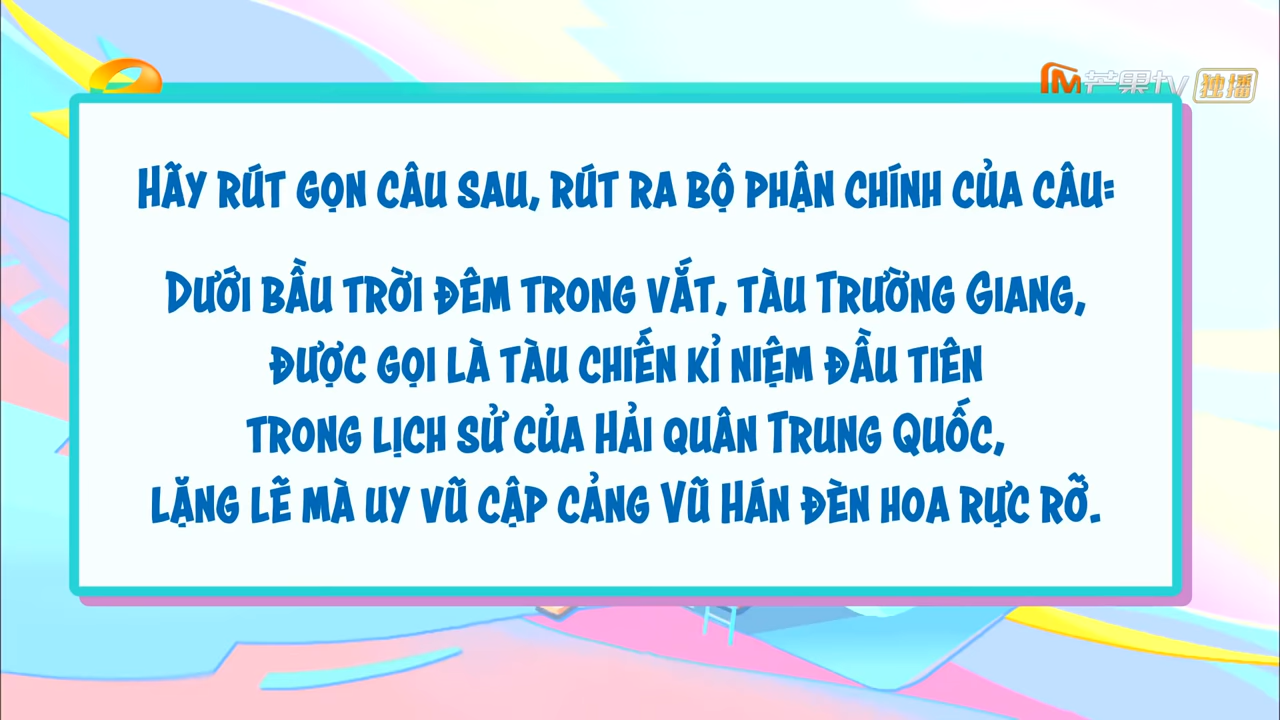 芒果tv 独播
Hãy rút gọn câu sau, rút ra bộ phận chính của câu:
Dưới bầu trời đêm trong vắt, tàu Trường Giang,
được gọi là tàu chiến kỉ niệm đầu tiên
trong lịch sử của Hải quân Trung Quốc,
lặng lẽ mà uy vũ cập cảng Vũ Hán đèn hoa rực rỡ.